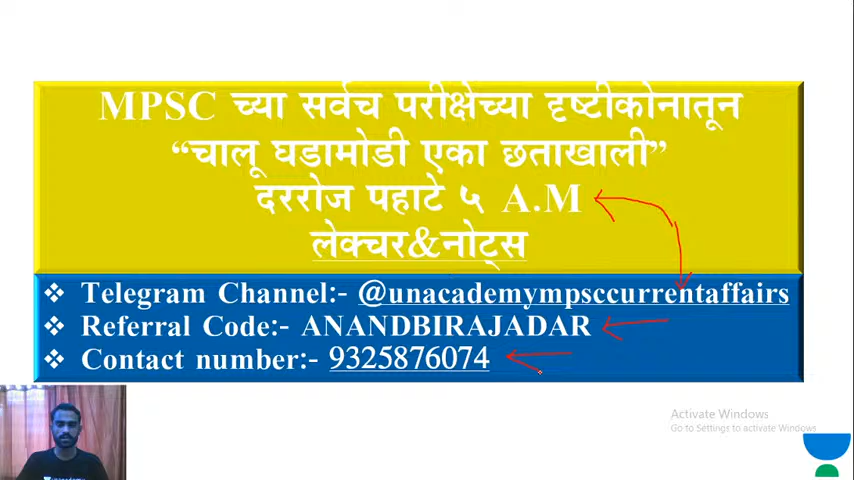 MPSC च्या सर्वच परीक्षेच्या दृष्टीकोनातून
“चालू घडामोडी एका छताखाली”
दररोज पहाटे ५ A.M
लेक्चर&नोट्स
❖ Telegram Channel:- @unacademympsccurrentaffairs
❖ Referral Code:- ANANDBIRAJADAR
❖ Contact number:- 9325876074
Activate Windows
Go to Settings to activate Windows.
unacademy